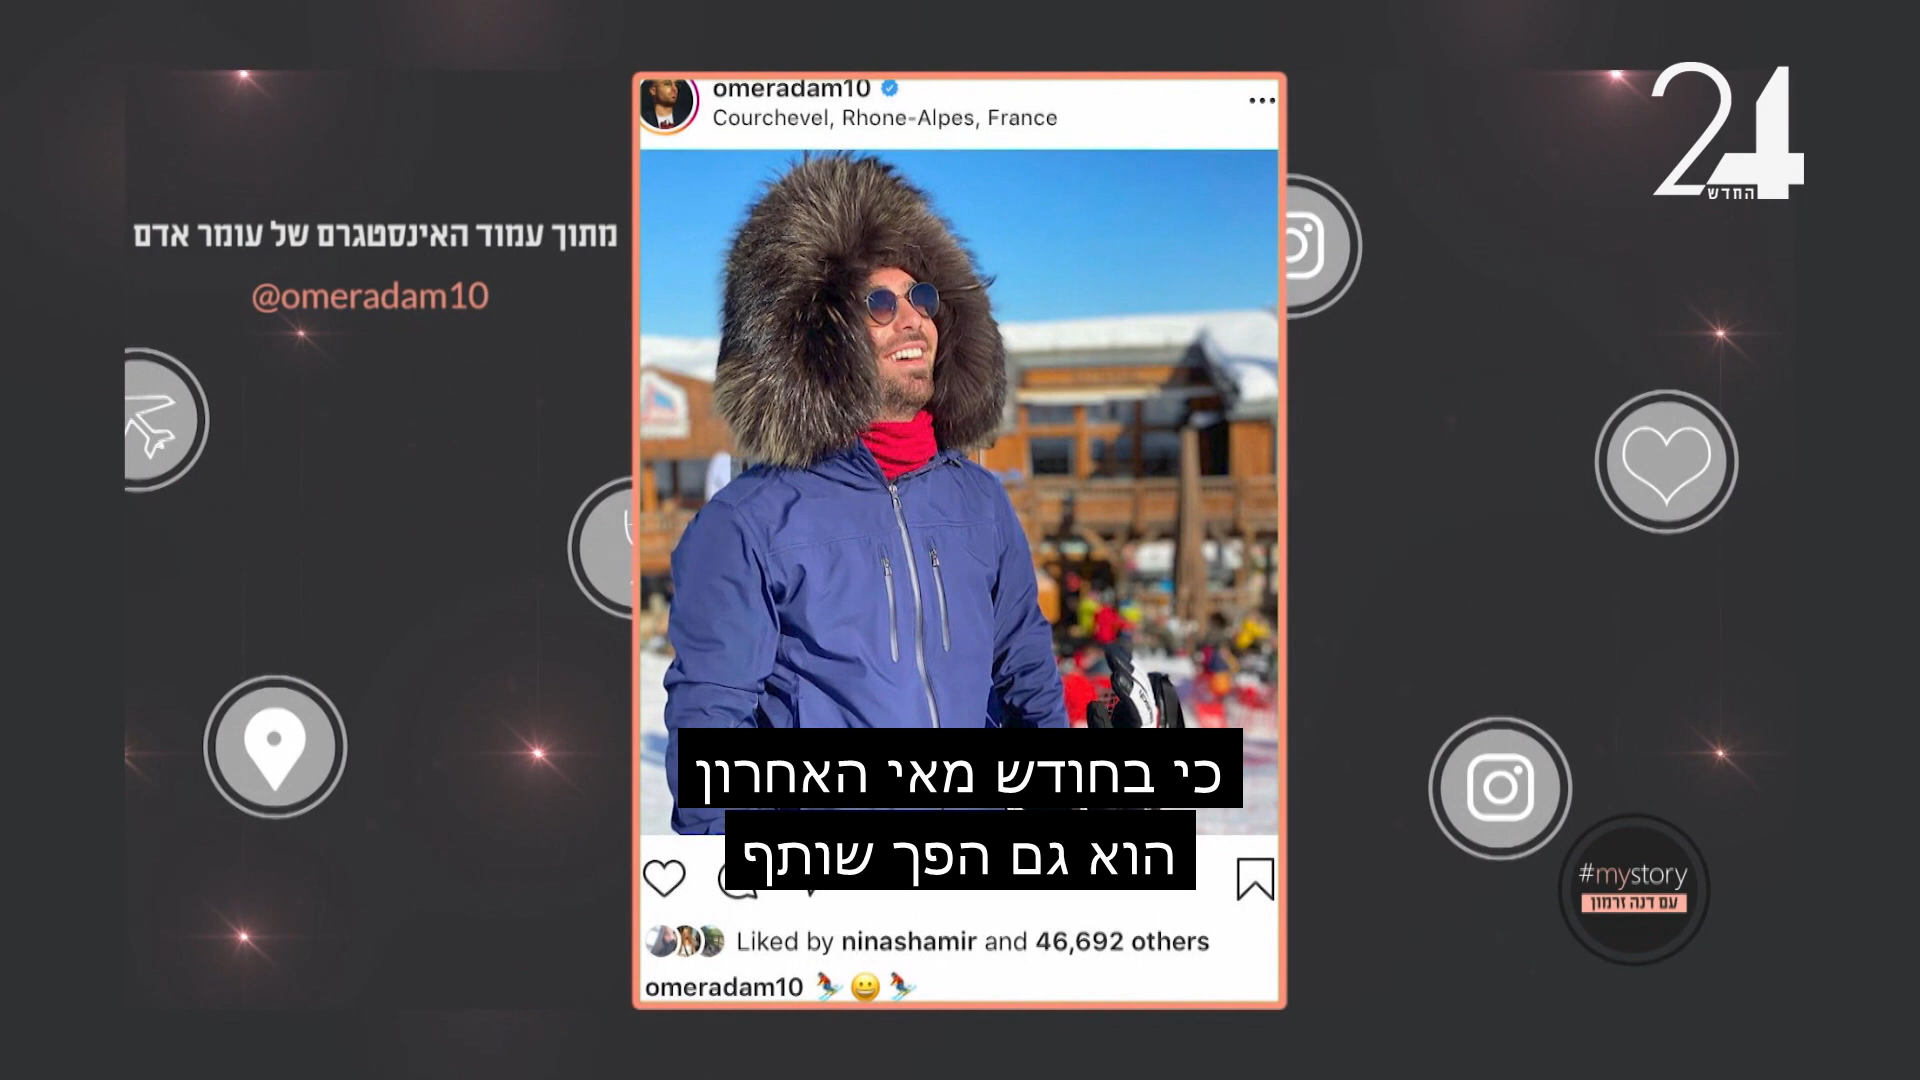 omeradam10
Courchevel, Rhone-Alpes, France
24
החדש
מתוך עמוד האינסטגרם של עומר אדם
@omeradam10
כי בחודש מאי האחרון
הוא גם הפך שותף
#mystory
עם דנה זרמון
Liked by ninashamir and 46,692 others
omeradam10 ⛷😀⛷